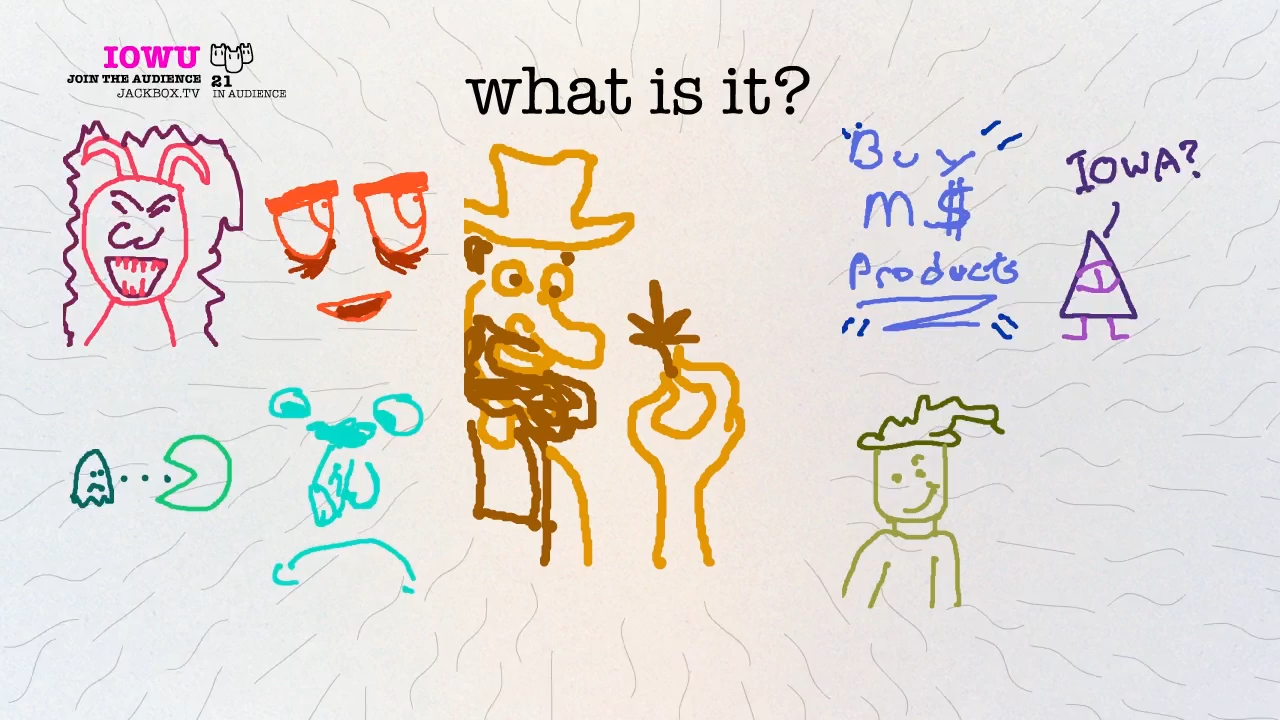 IOWU
JOIN THE AUDIENCE
JACKBOX.TV
21
IN AUDIENCE
what is it?
Buy
M$
Products
IOWA?